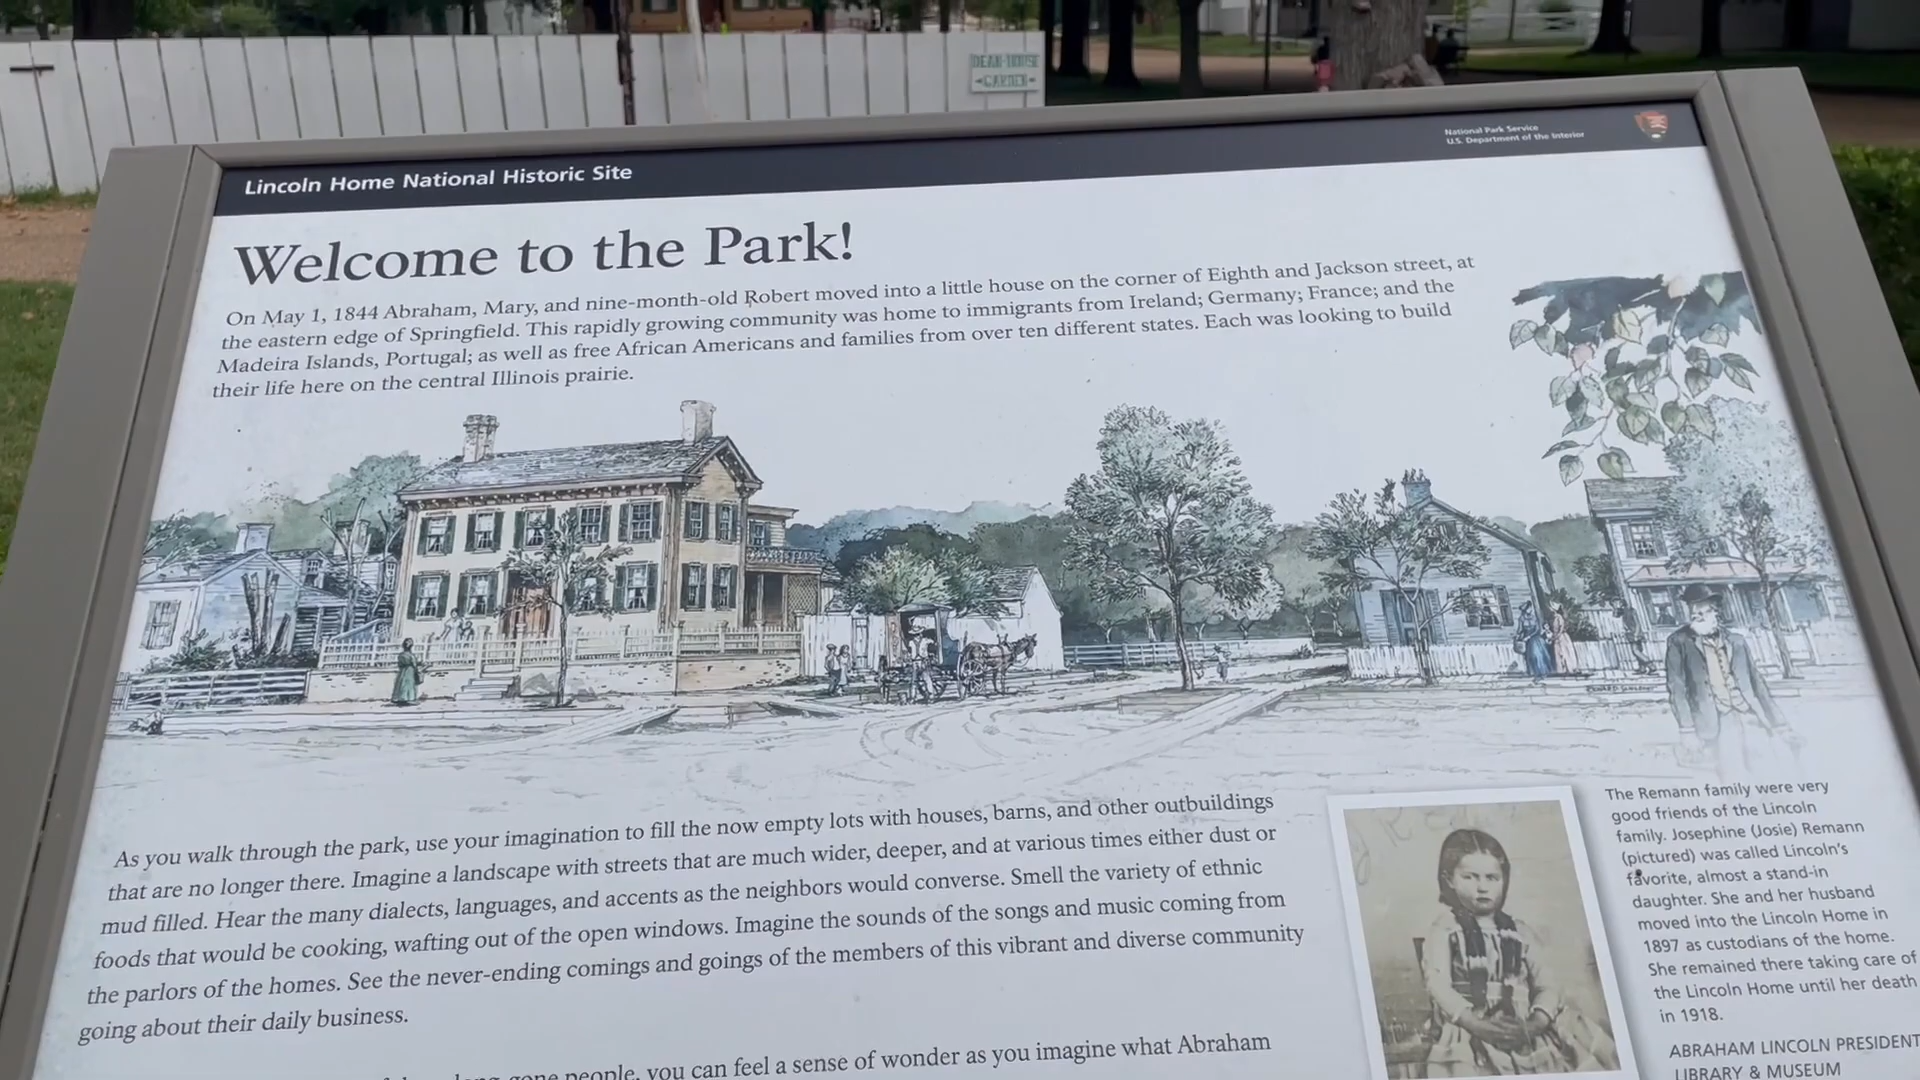 DEAN HOUSE
GARDEN
National Park Service
U.S. Department of the Interior
Lincoln Home National Historic Site
Welcome to the Park!
On May 1, 1844 Abraham, Mary, and nine-month-old Robert moved into a little house on the corner of Eighth and Jackson street, at
the eastern edge of Springfield. This rapidly growing community was home to immigrants from Ireland; Germany; France; and the
Madeira Islands, Portugal; as well as free African Americans and families from over ten different states. Each was looking to build
their life here on the central Illinois prairie.
As you walk through the park, use your imagination to fill the now empty lots with houses, barns, and other outbuildings
that are no longer there. Imagine a landscape with streets that are much wider, deeper, and at various times either dust or
mud filled. Hear the many dialects, languages, and accents as the neighbors would converse. Smell the variety of ethnic
foods that would be cooking, wafting out of the open windows. Imagine the sounds of the songs and music coming from
the parlors of the homes. See the never-ending comings and goings of the members of this vibrant and diverse community
going about their daily business.
people, you can feel a sense of wonder as you imagine what Abraham
The Remann family were very
good friends of the Lincoln
family. Josephine (Josie) Remann
(pictured) was called Lincoln's
favorite, almost a stand-in
daughter. She and her husband
moved into the Lincoln Home in
1897 as custodians of the home.
She remained there taking care of
the Lincoln Home until her death
in 1918.
ABRAHAM LINCOLN PRESIDENT
LIBRARY & MUSEUM